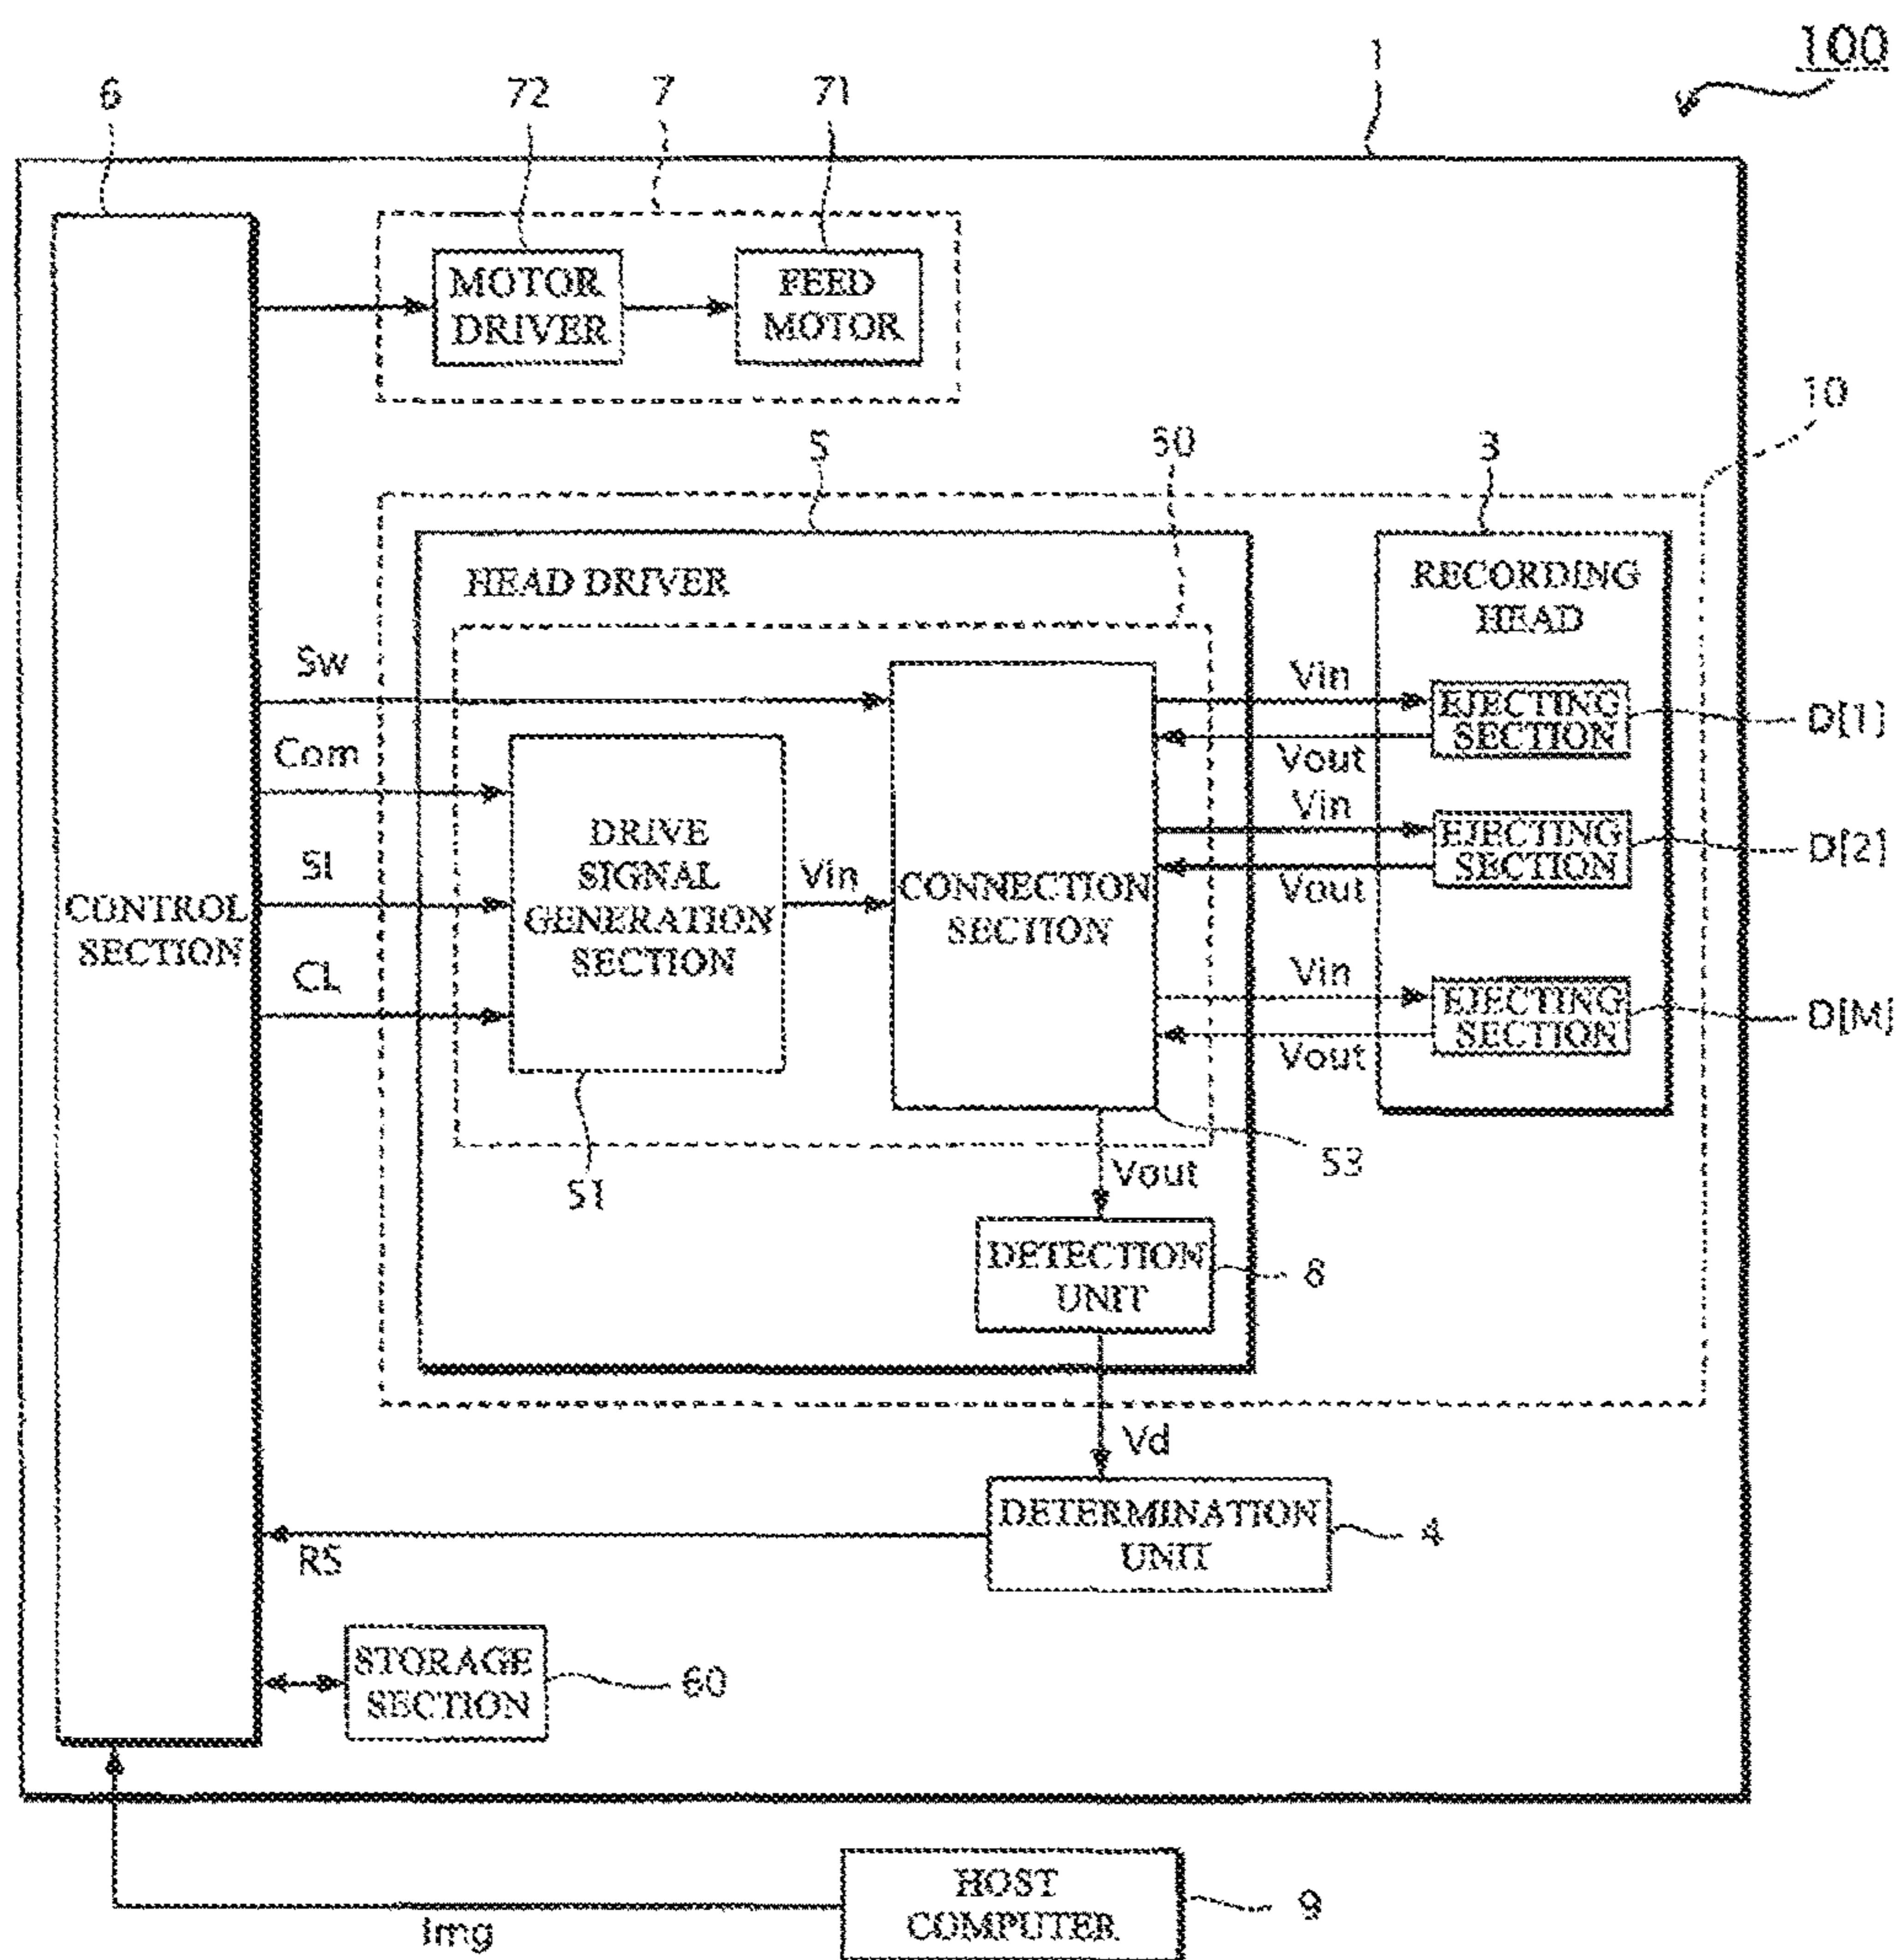 100
1
6
72
7
71
MOTOR
DRIVER
FEED
MOTOR
10
5
50
3
HEAD DRIVER
RECORDING
HEAD
Sw
Com
SI
CL
CONTROL
SECTION
DRIVE
SIGNAL
GENERATION
SECTION
Vin
CONNECTION
SECTION
Vin
EJECTING
SECTION
D[1]
Vout
Vin
EJECTING
SECTION
D[2]
Vout
Vin
EJECTING
SECTION
D[M]
Vout
51
53
Vout
DETECTION
UNIT
8
Vd
DETERMINATION
UNIT
4
RS
STORAGE
SECTION
60
HOST
COMPUTER
9
Img